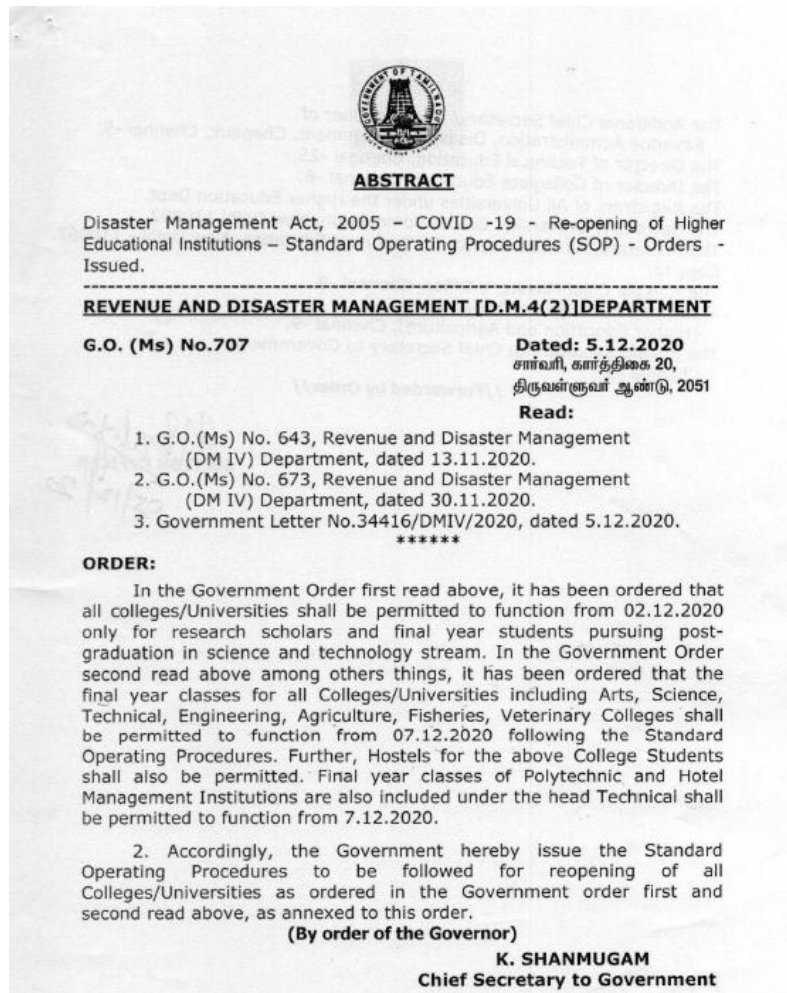 GOVERNMENT OF TAMILNADU
TRUTH ALONE TRIUMPHS
ABSTRACT
Disaster Management Act, 2005 – COVID -19 - Re-opening of Higher
Educational Institutions – Standard Operating Procedures (SOP) - Orders -
Issued.
REVENUE AND DISASTER MANAGEMENT [D.M.4(2)]DEPARTMENT
G.O. (Ms) No.707
Dated: 5.12.2020
சார்வரி, கார்த்திகை 20,
திருவள்ளுவர் ஆண்டு, 2051
Read:
1. G.O.(Ms) No. 643, Revenue and Disaster Management
(DM IV) Department, dated 13.11.2020.
2. G.O.(Ms) No. 673, Revenue and Disaster Management
(DM IV) Department, dated 30.11.2020.
3. Government Letter No.34416/DMIV/2020, dated 5.12.2020.
******
ORDER:
In the Government Order first read above, it has been ordered that
all colleges/Universities shall be permitted to function from 02.12.2020
only for research scholars and final year students pursuing post-
graduation in science and technology stream. In the Government Order
second read above among others things, it has been ordered that the
final year classes for all Colleges/Universities including Arts, Science,
Technical, Engineering, Agriculture, Fisheries, Veterinary Colleges shall
be permitted to function from 07.12.2020 following the Standard
Operating Procedures. Further, Hostels for the above College Students
shall also be permitted. Final year classes of Polytechnic and Hotel
Management Institutions are also included under the head Technical shall
be permitted to function from 7.12.2020.
2. Accordingly, the Government hereby issue the Standard
Operating Procedures to be followed for reopening of all
Colleges/Universities as ordered in the Government order first and
second read above, as annexed to this order.
(By order of the Governor)
K. SHANMUGAM
Chief Secretary to Government